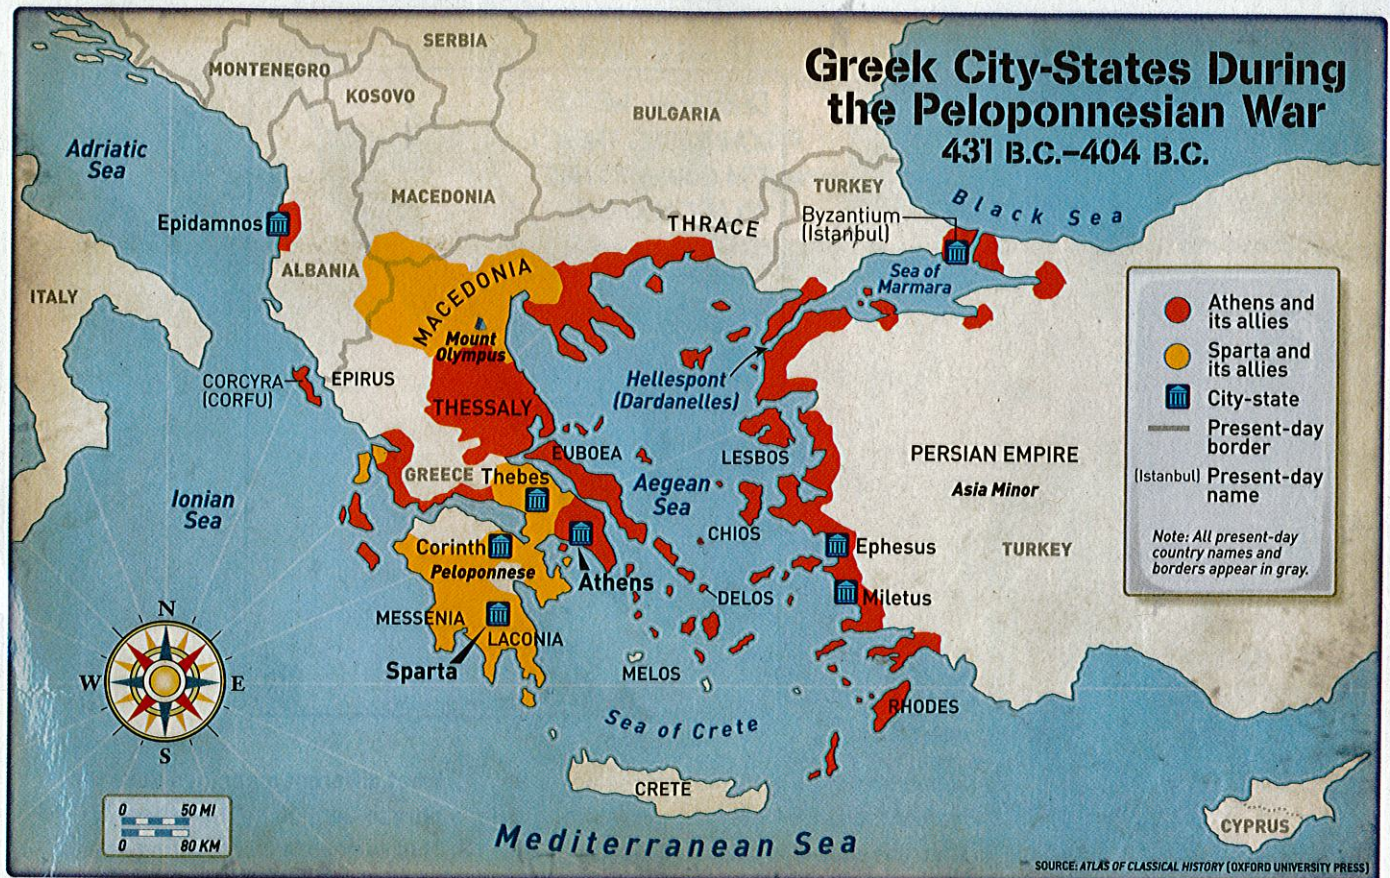 Greek City-States During
the Peloponnesian War
431 B.C.–404 B.C.
SERBIA
MONTENEGRO
KOSOVO
BULGARIA
Adriatic
Sea
MACEDONIA
TURKEY
Black Sea
THRACE
Byzantium
(Istanbul)
Epidamnos
ALBANIA
MACEDONIA
Sea of
Marmara
ITALY
Mount
Olympus
CORCYRA
(CORFU)
EPIRUS
Hellespont
(Dardanelles)
THESSALY
EUBOEA
LESBOS
PERSIAN EMPIRE
Asia Minor
GREECE
Thebes
Aegean
Sea
Ionian
Sea
CHIOS
Corinth
Peloponnese
Ephesus
TURKEY
Athens
DELOS
Miletus
MESSENIA
LACONIA
Sparta
MELOS
RHODES
Sea of Crete
CRETE
CYPRUS
Mediterranean Sea
Athens and
its allies
Sparta and
its allies
City-state
Present-day
border
(Istanbul) Present-day
name
Note: All present-day
country names and
borders appear in gray.
N
W E
S
0 50 MI
0 80 KM
SOURCE: ATLAS OF CLASSICAL HISTORY (OXFORD UNIVERSITY PRESS)